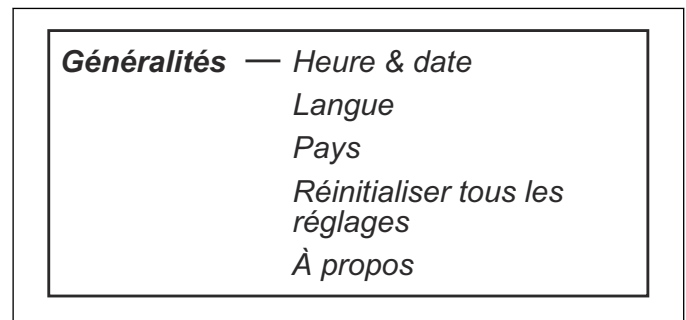 Généralités — Heure & date
Langue
Pays
Réinitialiser tous les
réglages
À propos